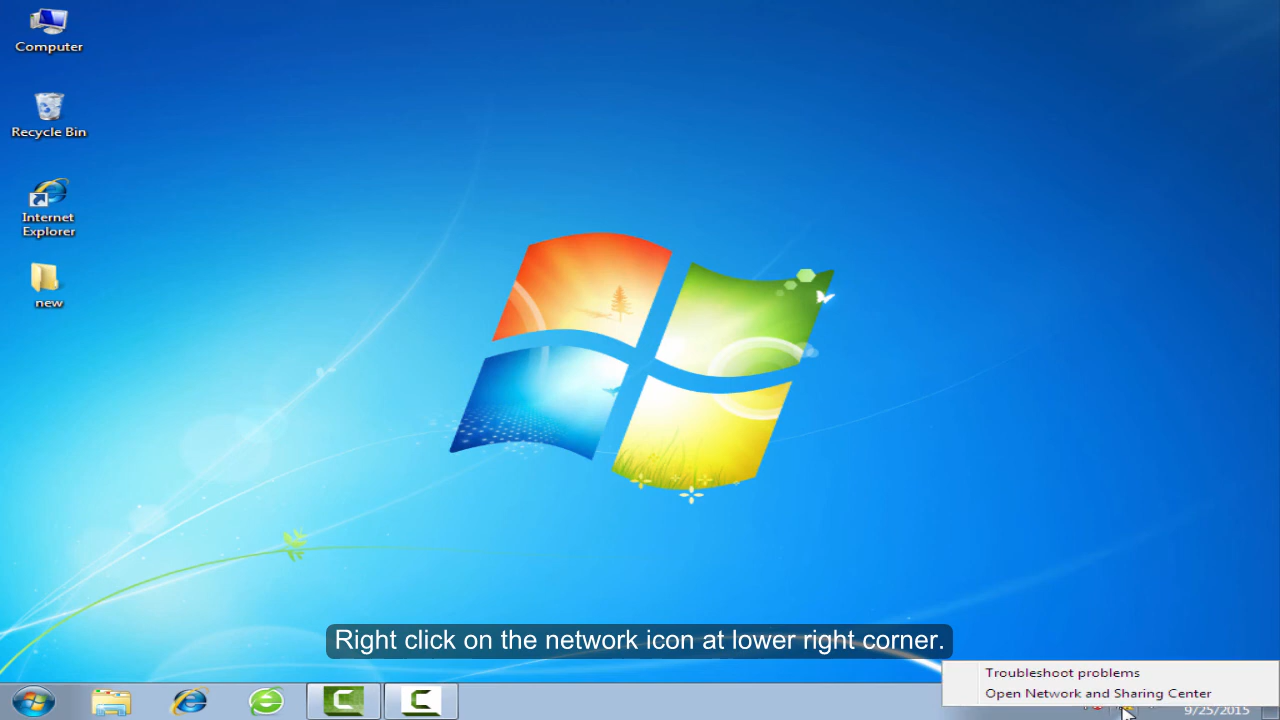 Computer
Recycle Bin
Internet
Explorer
new
Right click on the network icon at lower right corner.
Troubleshoot problems
Open Network and Sharing Center
9/25/2015